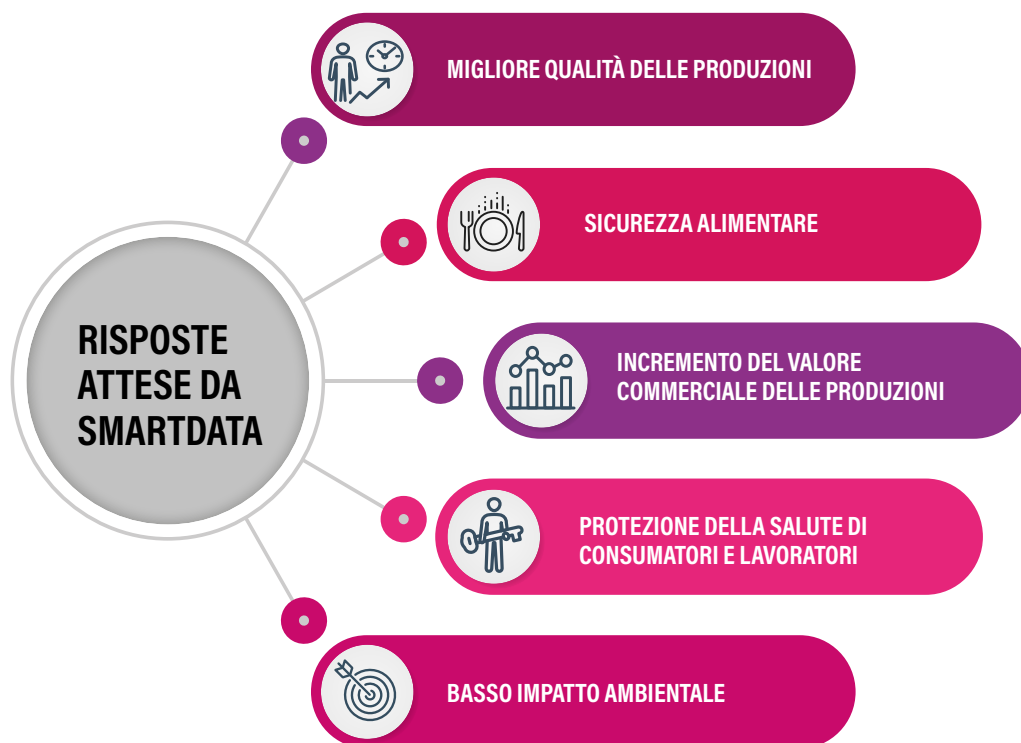 MIGLIORE QUALITÀ DELLE PRODUZIONI
SICUREZZA ALIMENTARE
RISPOSTE
ATTESE DA
SMARTDATA
INCREMENTO DEL VALORE
COMMERCIALE DELLE PRODUZIONI
PROTEZIONE DELLA SALUTE DI
CONSUMATORI E LAVORATORI
BASSO IMPATTO AMBIENTALE